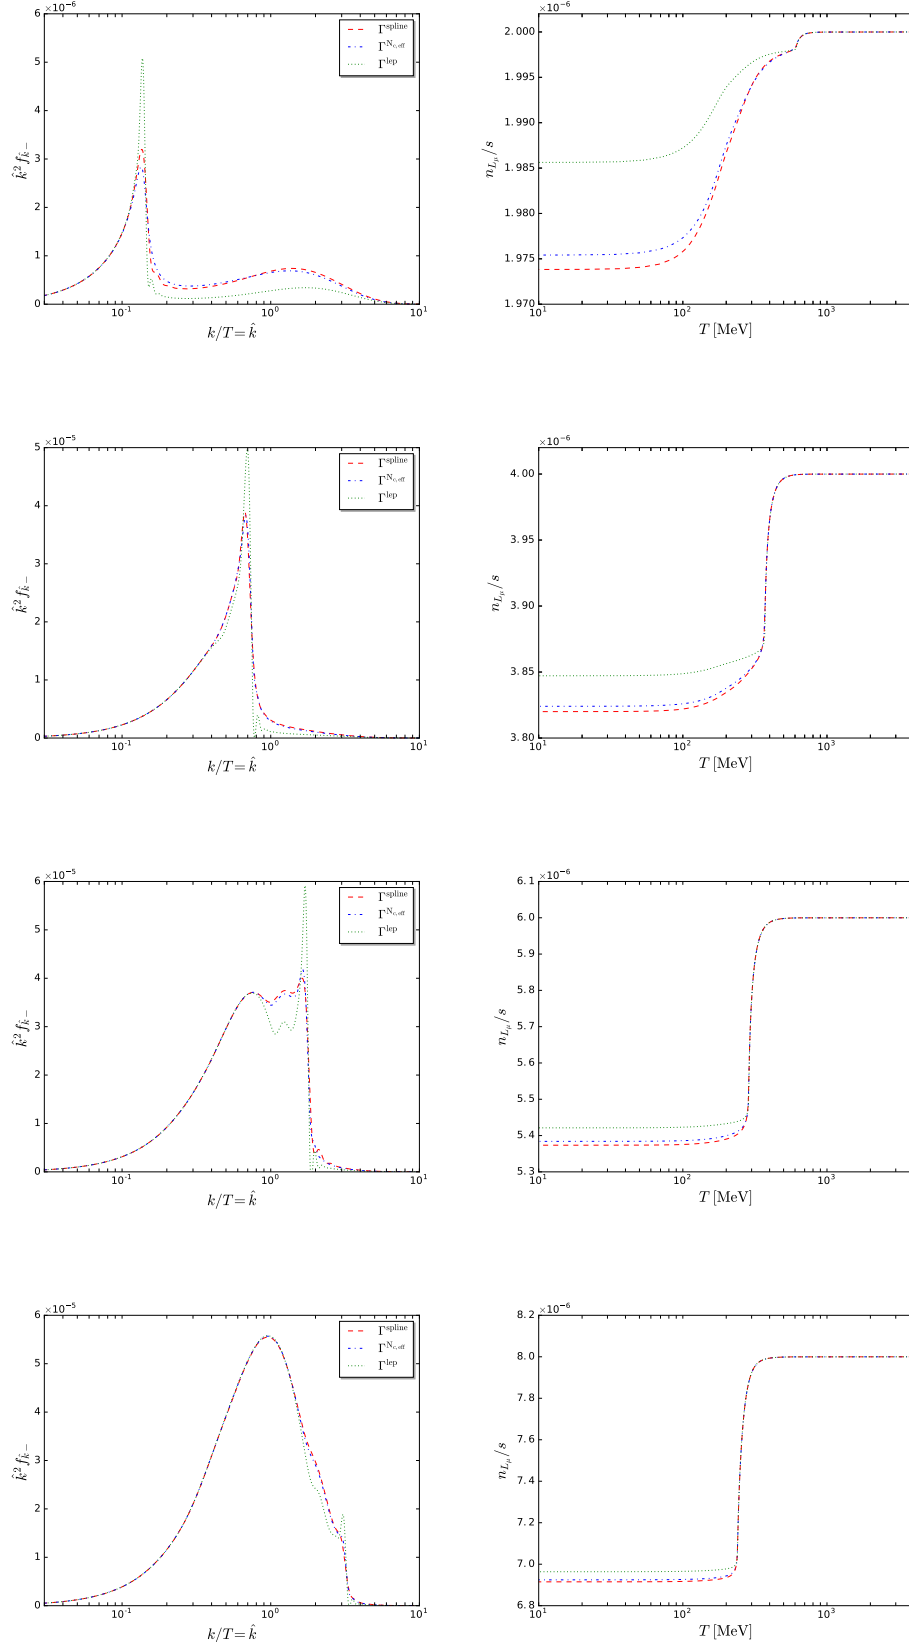 ×10⁻⁶
6
5
4
3
2
1
0
k̂² f_k̂−
10⁻¹ 10⁰ 10¹
k/T = k̂
Γ^spline
Γ^N_c,eff
Γ^lep
×10⁻⁶
2.000
1.995
1.990
1.985
1.980
1.975
1.970
n_Lμ/s
10¹ 10² 10³
T [MeV]
×10⁻⁵
5
4
3
2
1
0
k̂² f_k̂−
10⁻¹ 10⁰ 10¹
k/T = k̂
Γ^spline
Γ^N_c,eff
Γ^lep
×10⁻⁶
4.00
3.95
3.90
3.85
3.80
n_Lμ/s
10¹ 10² 10³
T [MeV]
×10⁻⁵
6
5
4
3
2
1
0
k̂² f_k̂−
10⁻¹ 10⁰ 10¹
k/T = k̂
Γ^spline
Γ^N_c,eff
Γ^lep
×10⁻⁶
6.1
6.0
5.9
5.8
5.7
5.6
5.5
5.4
5.3
n_Lμ/s
10¹ 10² 10³
T [MeV]
×10⁻⁵
6
5
4
3
2
1
0
k̂² f_k̂−
10⁻¹ 10⁰ 10¹
k/T = k̂
Γ^spline
Γ^N_c,eff
Γ^lep
×10⁻⁶
8.2
8.0
7.8
7.6
7.4
7.2
7.0
6.8
n_Lμ/s
10¹ 10² 10³
T [MeV]